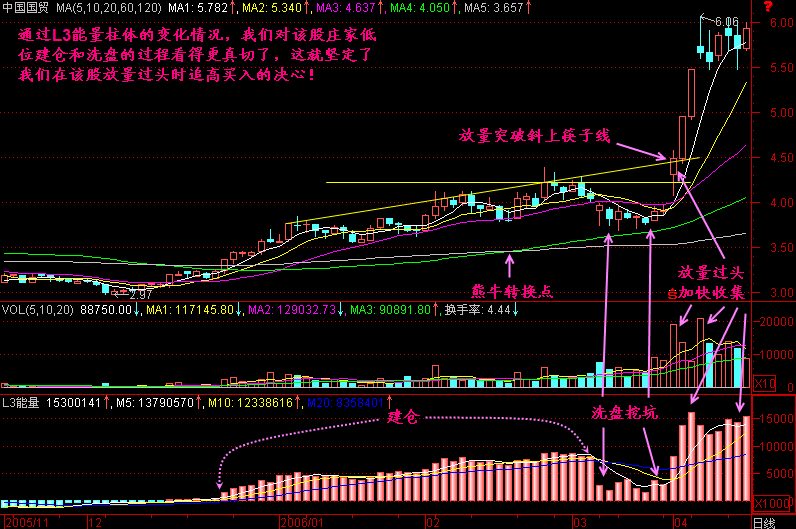 中国国贸 MA(5,10,20,60,120) MA1: 5.782↑, MA2: 5.340↑, MA3: 4.637↑, MA4: 4.050↑, MA5: 3.657↑
?
通过L3能量柱体的变化情况，我们对该股庄家低
位建仓和洗盘的过程看得更真切了，这就坚定了
我们在该股放量过头时追高买入的决心！
6.06
6.00
5.50
5.00
放量突破斜上筷子线
4.50
4.00
3.50
熊牛转换点
放量过头
加快收集
2.97
3.00
VOL(5,10,20) 88750.00↓, MA1: 117145.80↓, MA2: 129032.73↓, MA3: 90891.80↑, 换手率: 4.44↓
20000
10000
X10
L3能量 15300141↑, M5: 13790570↑, M10: 12338616↑, M20: 8358401↑
建仓
洗盘挖坑
15000
10000
5000
X1000
2005/11 12 2006/01 02 03 04 日线